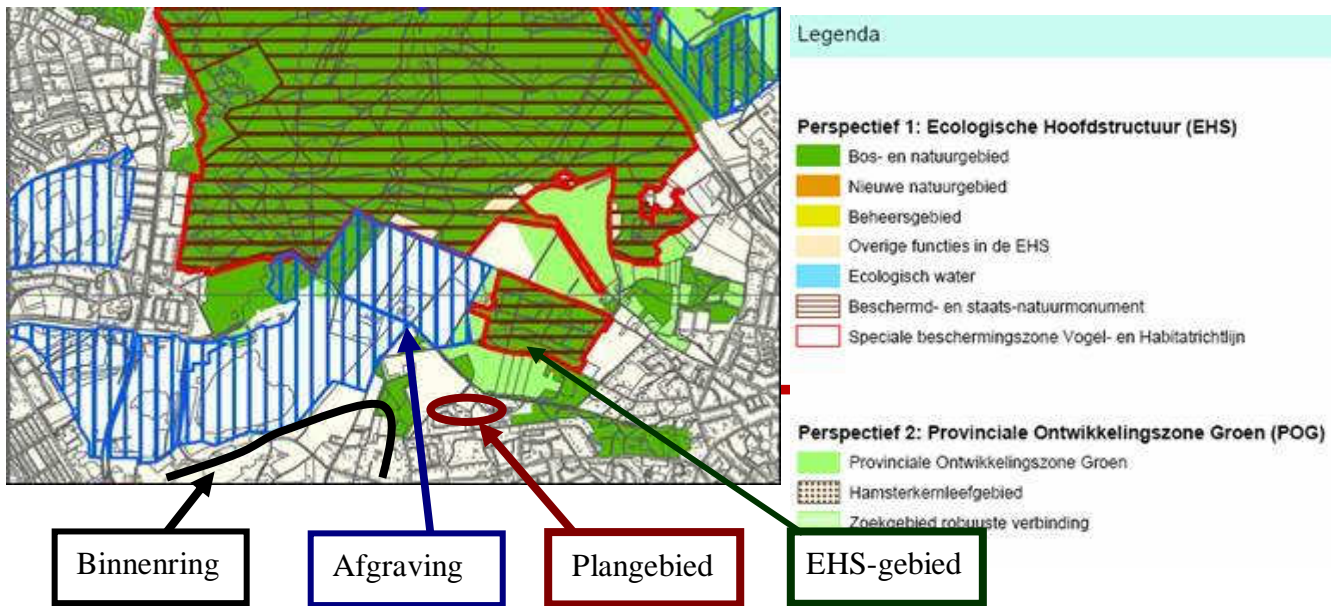 Legenda
Perspectief 1: Ecologische Hoofdstructuur (EHS)
Bos- en natuurgebied
Nieuwe natuurgebied
Beheersgebied
Overige functies in de EHS
Ecologisch water
Beschermd- en staats-natuurmonument
Speciale beschermingszone Vogel- en Habitatrichtlijn
Perspectief 2: Provinciale Ontwikkelingszone Groen (POG)
Provinciale Ontwikkelingszone Groen
Hamsterkernleefgebied
Zoekgebied robuuste verbinding
Binnenring
Afgraving
Plangebied
EHS-gebied